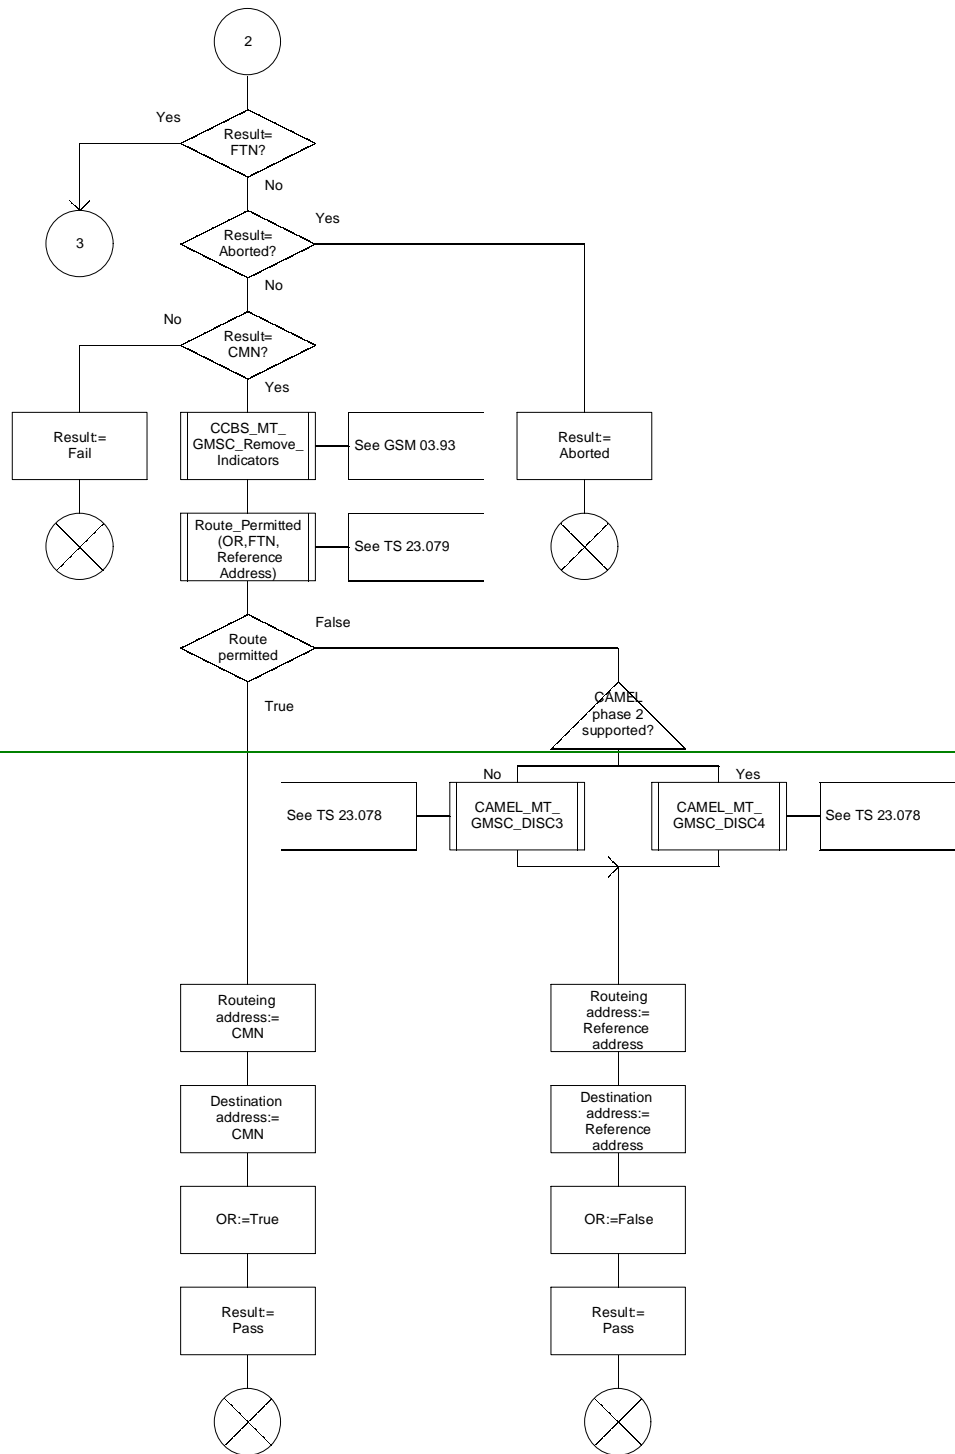 2
Yes
Result=
FTN?
No
3
Result=
Aborted?
Yes
No
No
Result=
CMN?
Yes
Result:=
Fail
CCBS_MT_
GMSC_Remove_
Indicators
See GSM 03.93
Result:=
Aborted
Route_Permitted
(OR,FTN,
Reference
Address)
See TS 23.079
False
Route
permitted
True
CAMEL
phase 2
supported?
No
Yes
See TS 23.078
CAMEL_MT_
GMSC_DISC3
CAMEL_MT_
GMSC_DISC4
See TS 23.078
Routeing
address:=
CMN
Routeing
address:=
Reference
address
Destination
address:=
CMN
Destination
address:=
Reference
address
OR:=True
OR:=False
Result:=
Pass
Result:=
Pass